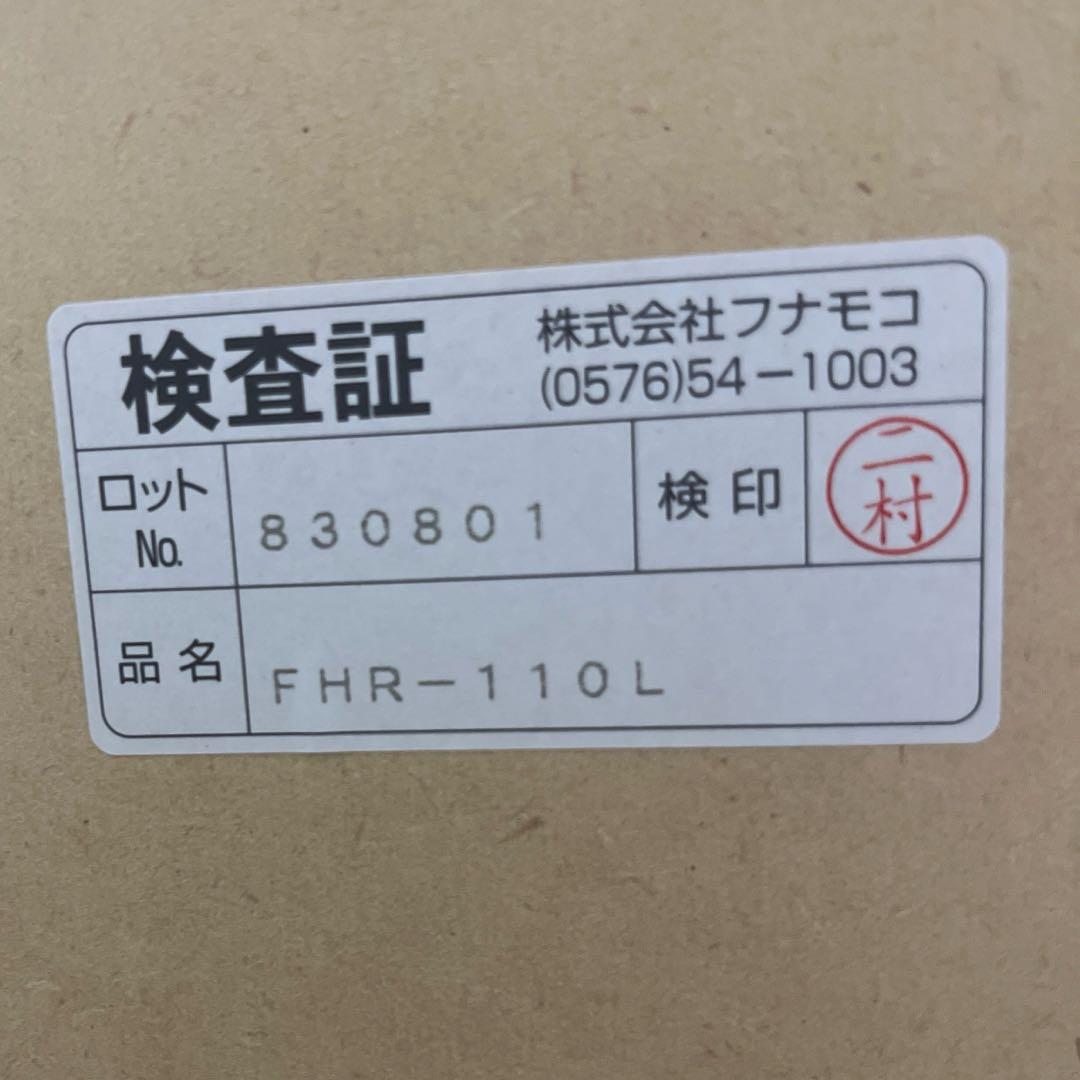 検査証
株式会社フナモコ
(0576)54-1003
ロット
No.
830801
検印
二
村
品名
FHR-110L